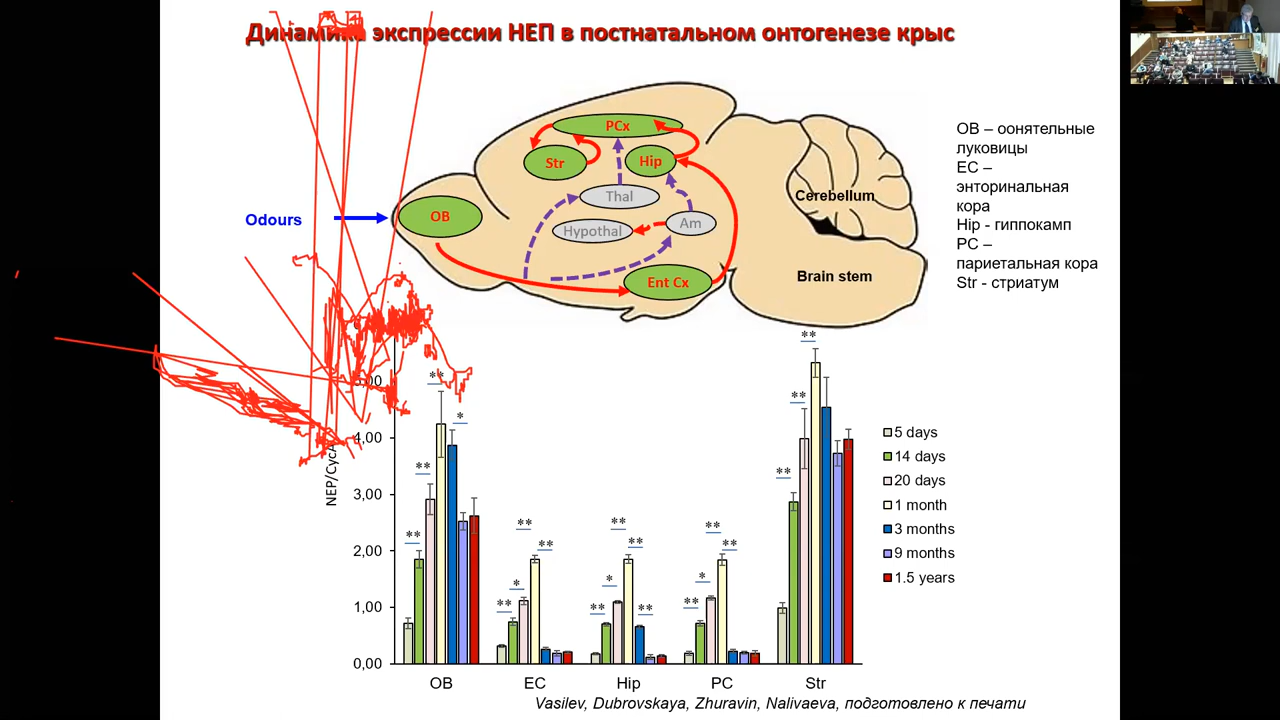 Динамика экспрессии НЕП в постнатальном онтогенезе крыс
PCx
Str
Hip
Thal
Cerebellum
OB
Odours
Hypothal
Am
Ent Cx
Brain stem
OB – оонятельные
луковицы
EC –
энторинальная
кора
Hip - гиппокамп
PC –
париетальная кора
Str - стриатум
NEP/CycA
4,00
3,00
2,00
1,00
0,00
** ** ** *
** * ** **
** * ** ** **
** * ** **
** ** **
OB
EC
Hip
PC
Str
5 days
14 days
20 days
1 month
3 months
9 months
1.5 years
Vasilev, Dubrovskaya, Zhuravin, Nalivaeva, подготовлено к печати